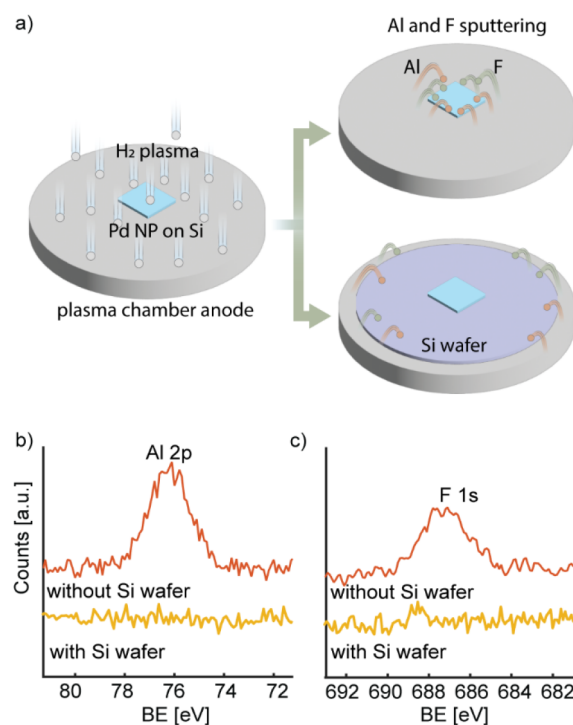 a)
Al and F sputtering
Al
F
H₂ plasma
Pd NP on Si
plasma chamber anode
Si wafer
b)
Al 2p
Counts [a.u.]
without Si wafer
with Si wafer
80 78 76 74 72
BE [eV]
c)
F 1s
without Si wafer
with Si wafer
692 690 688 686 684 682
BE [eV]